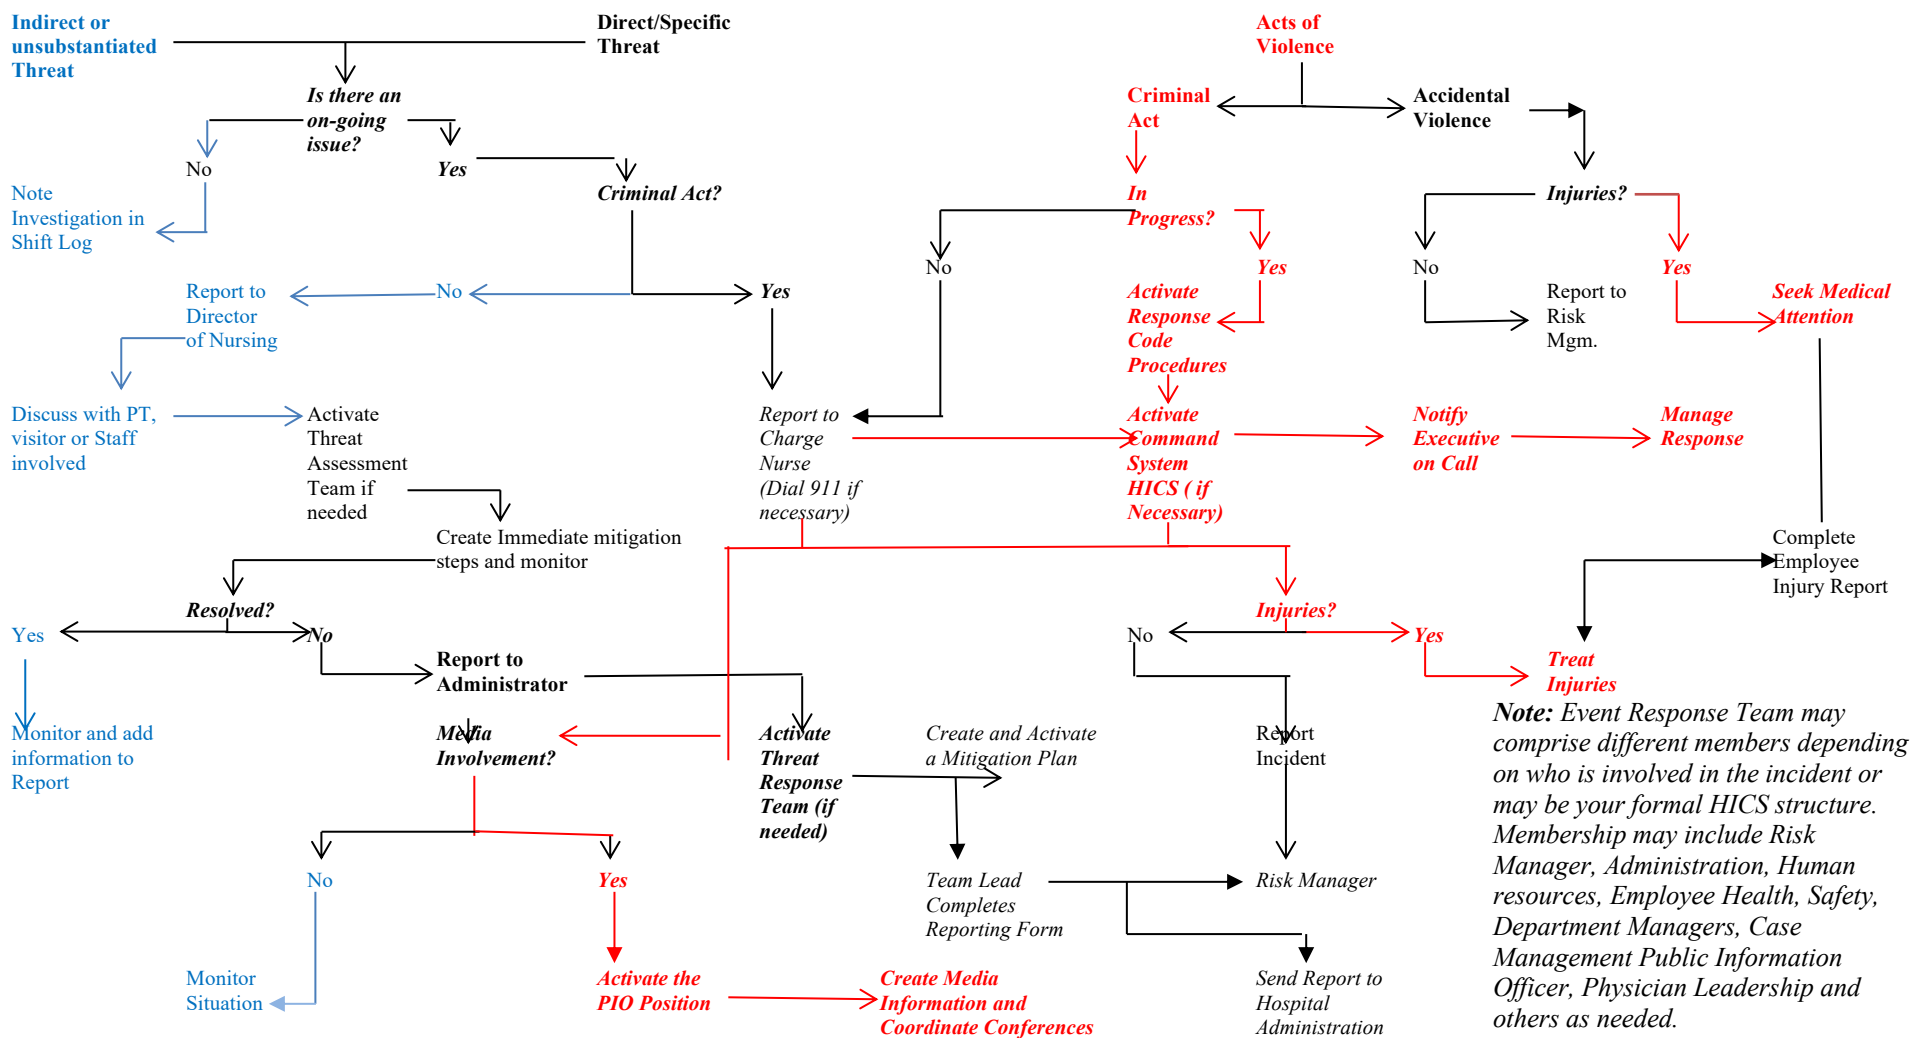 Indirect or
unsubstantiated
Threat
Direct/Specific
Threat
Acts of
Violence
Is there an
on-going
issue?
Criminal
Act
Accidental
Violence
No
Yes
Note
Investigation in
Shift Log
Criminal Act?
In
Progress?
Injuries?
No
Yes
No
Yes
Report to
Director
of Nursing
No
Yes
Activate
Response
Code
Procedures
Report to
Risk
Mgm.
Seek Medical
Attention
Discuss with PT,
visitor or Staff
involved
Activate
Threat
Assessment
Team if
needed
Report to
Charge
Nurse
(Dial 911 if
necessary)
Activate
Command
System
HICS ( if
Necessary)
Notify
Executive
on Call
Manage
Response
Create Immediate mitigation
steps and monitor
Complete
Employee
Injury Report
Resolved?
Injuries?
Yes
No
No
Yes
Report to
Administrator
Treat
Injuries
Monitor and add
information to
Report
Media
Involvement?
Activate
Threat
Response
Team (if
needed)
Create and Activate
a Mitigation Plan
Report
Incident
Note: Event Response Team may
comprise different members depending
on who is involved in the incident or
may be your formal HICS structure.
Membership may include Risk
Manager, Administration, Human
resources, Employee Health, Safety,
Department Managers, Case
Management Public Information
Officer, Physician Leadership and
others as needed.
No
Yes
Team Lead
Completes
Reporting Form
Risk Manager
Monitor
Situation
Activate the
PIO Position
Create Media
Information and
Coordinate Conferences
Send Report to
Hospital
Administration